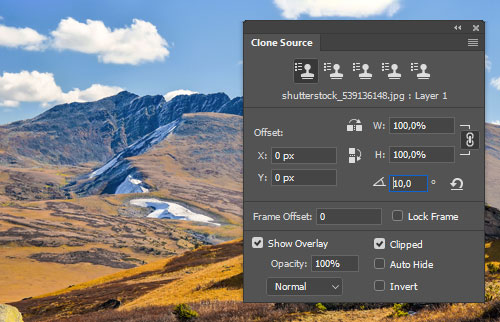 Clone Source
shutterstock_539136148.jpg : Layer 1
Offset:
W: 100,0%
X: 0 px
H: 100,0%
Y: 0 px
10,0 °
Frame Offset: 0
Lock Frame
Show Overlay
Clipped
Opacity: 100%
Auto Hide
Normal
Invert